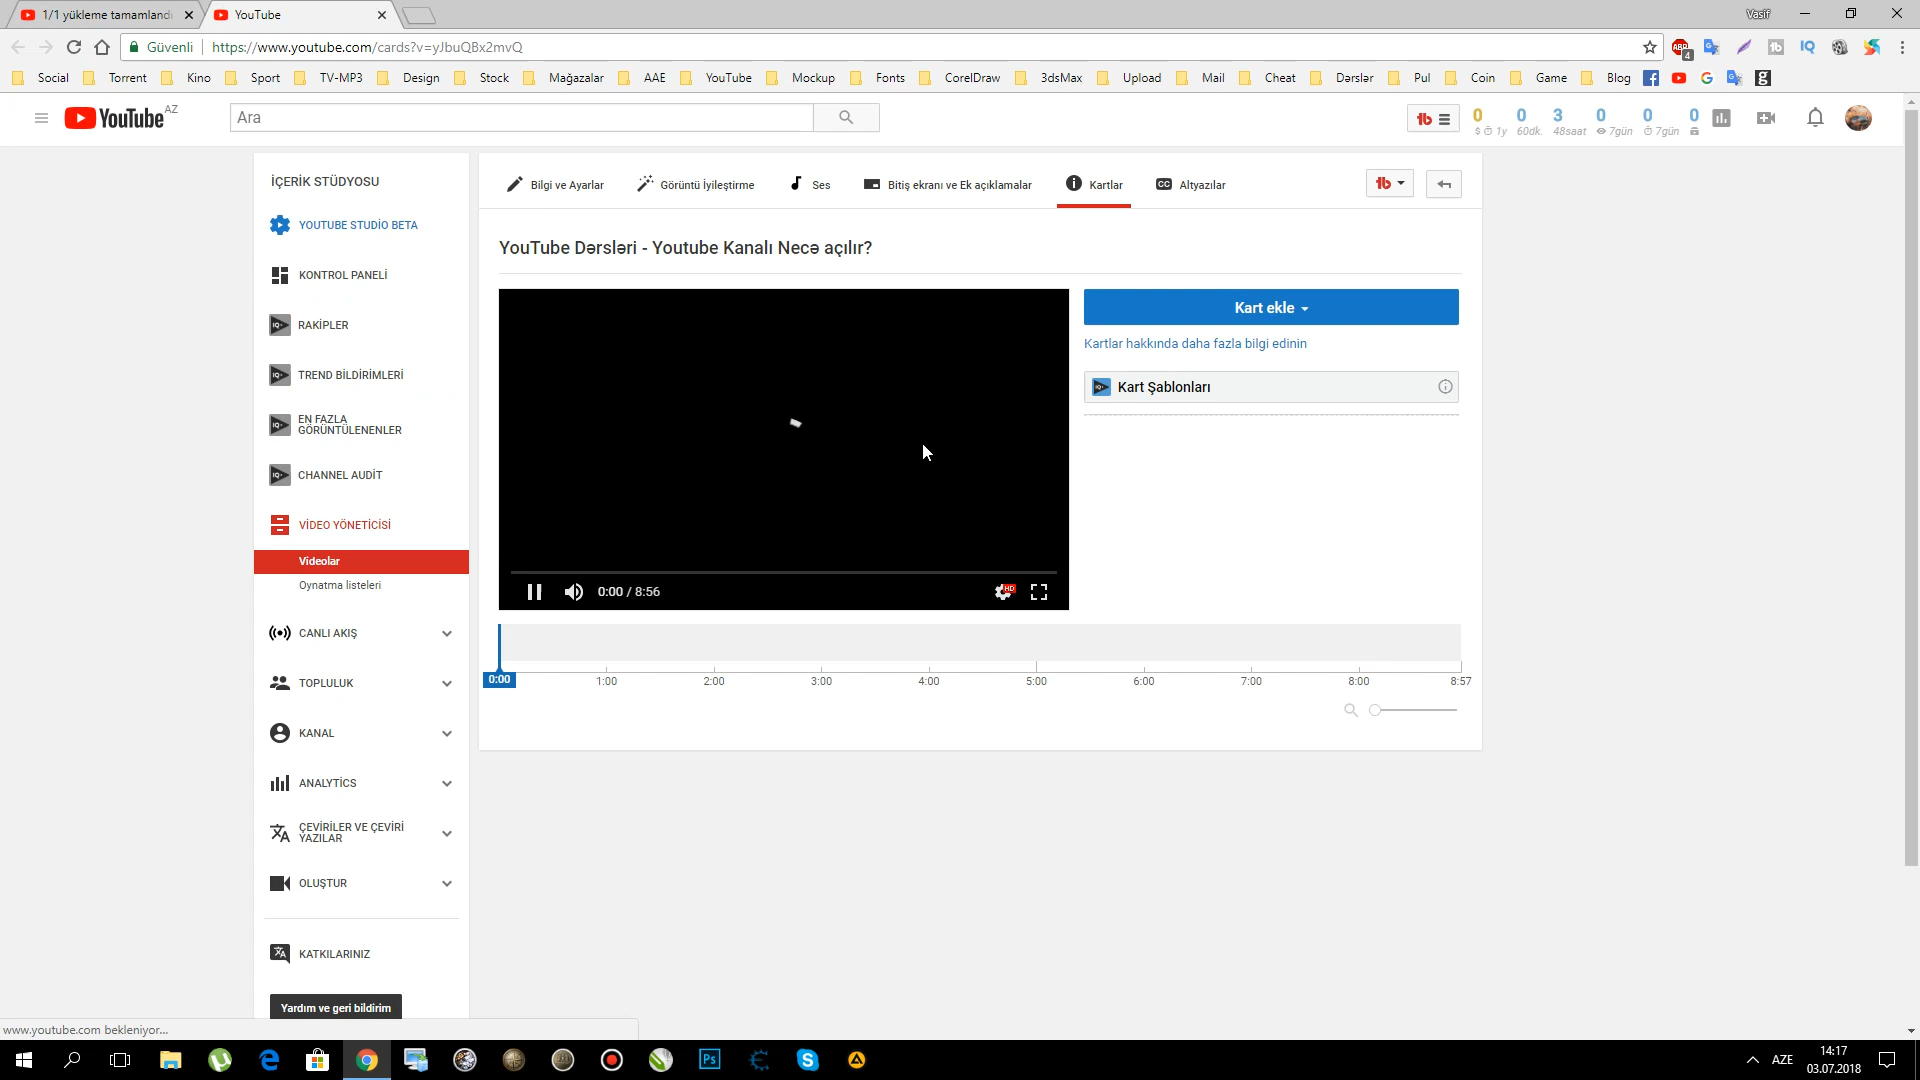 1/1 yükleme tamamlandı
YouTube
Vasif
Güvenli
https://www.youtube.com/cards?v=yJbuQBx2mvQ
Social
Torrent
Kino
Sport
TV-MP3
Design
Stock
Mağazalar
AAE
YouTube
Mockup
Fonts
CorelDraw
3dsMax
Upload
Mail
Cheat
Dərslər
Pul
Coin
Game
Blog
YouTube AZ
Ara
0 0 3 0 0 0
$ 1y 60dk. 48saat 7gün 7gün
İÇERİK STÜDYOSU
YOUTUBE STUDİO BETA
KONTROL PANELİ
RAKİPLER
TREND BİLDİRİMLERİ
EN FAZLA
GÖRÜNTÜLENENLER
CHANNEL AUDİT
VİDEO YÖNETİCİSİ
Videolar
Oynatma listeleri
CANLI AKIŞ
TOPLULUK
KANAL
ANALYTİCS
ÇEVİRİLER VE ÇEVİRİ
YAZILAR
OLUŞTUR
KATKILARINIZ
Yardım ve geri bildirim
Bilgi ve Ayarlar
Görüntü İyileştirme
Ses
Bitiş ekranı ve Ek açıklamalar
Kartlar
CC Altyazılar
YouTube Dərsləri - Youtube Kanalı Necə açılır?
0:00 / 8:56
HD
Kart ekle
Kartlar hakkında daha fazla bilgi edinin
Kart Şablonları
0:00 1:00 2:00 3:00 4:00 5:00 6:00 7:00 8:00 8:57
www.youtube.com bekleniyor...
Ps
AZE
14:17
03.07.2018